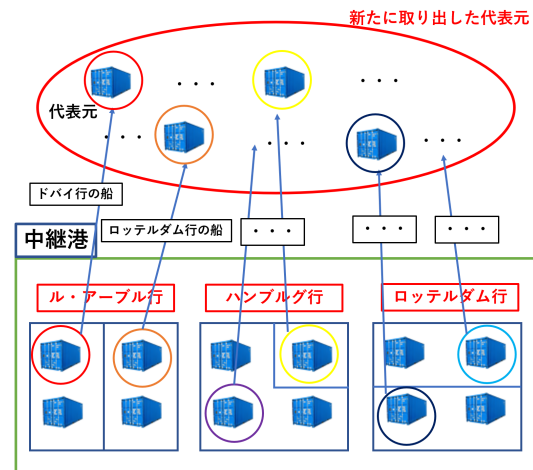 新たに取り出した代表元
・・・
・・・
代表元
・・・
・・・
・・・
ドバイ行の船
ロッテルダム行の船
・・・
・・・
・・・
中継港
ル・アーブル行
ハンブルグ行
ロッテルダム行